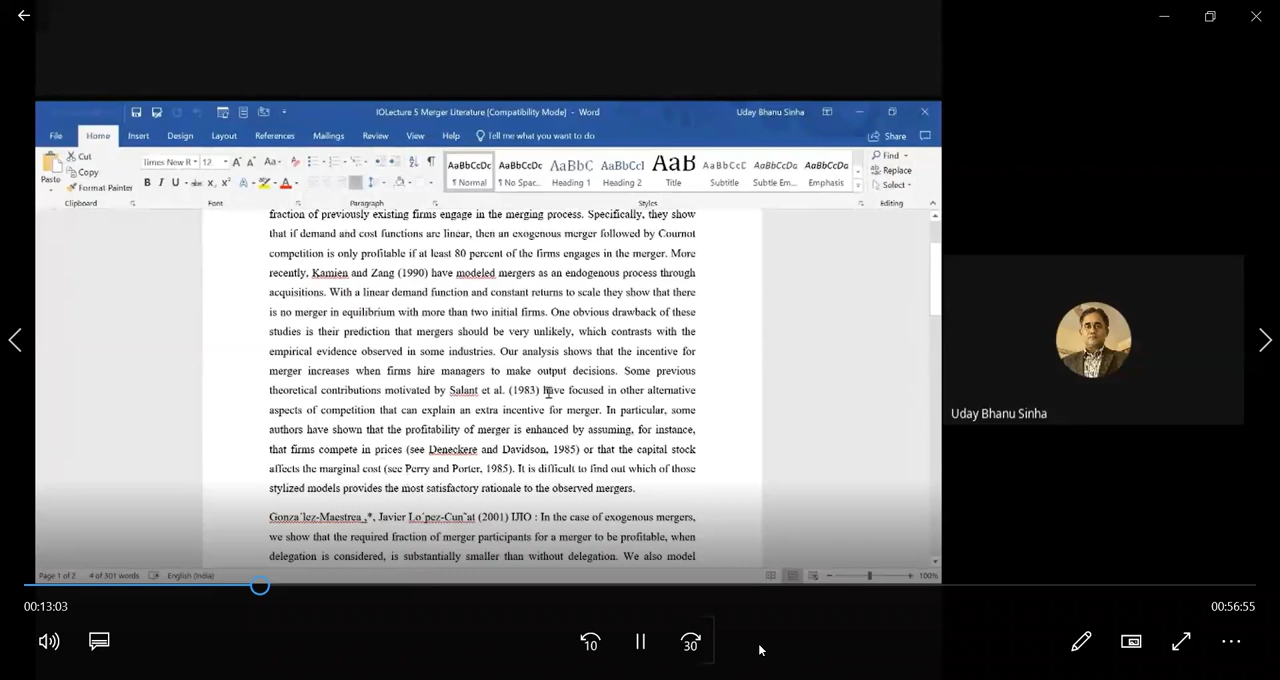 IOLecture 5 Merger Literature [Compatibility Mode] - Word
Uday Bhanu Sinha
File Home Insert Design Layout References Mailings Review View Help Tell me what you want to do
Share
Paste
Cut
Copy
Format Painter
Clipboard
Times New R 12
Font
Paragraph
AaBbCcDc AaBbCcDc AaBbC AaBbCcI AaB AaBbCcC AaBbCcDa AaBbCcDa
¶ Normal ¶ No Spac... Heading 1 Heading 2 Title Subtitle Subtle Em... Emphasis
Styles
Find
Replace
Select
Editing
fraction of previously existing firms engage in the merging process. Specifically, they show
that if demand and cost functions are linear, then an exogenous merger followed by Cournot
competition is only profitable if at least 80 percent of the firms engages in the merger. More
recently, Kamien and Zang (1990) have modeled mergers as an endogenous process through
acquisitions. With a linear demand function and constant returns to scale they show that there
is no merger in equilibrium with more than two initial firms. One obvious drawback of these
studies is their prediction that mergers should be very unlikely, which contrasts with the
empirical evidence observed in some industries. Our analysis shows that the incentive for
merger increases when firms hire managers to make output decisions. Some previous
theoretical contributions motivated by Salant et al. (1983) have focused in other alternative
aspects of competition that can explain an extra incentive for merger. In particular, some
authors have shown that the profitability of merger is enhanced by assuming, for instance,
that firms compete in prices (see Deneckere and Davidson, 1985) or that the capital stock
affects the marginal cost (see Perry and Porter, 1985). It is difficult to find out which of those
stylized models provides the most satisfactory rationale to the observed mergers.
Gonza´lez-Maestrea ,*, Javier Lo´pez-Cun˜at (2001) IJIO : In the case of exogenous mergers,
we show that the required fraction of merger participants for a merger to be profitable, when
delegation is considered, is substantially smaller than without delegation. We also model
Page 1 of 2 4 of 301 words English (India) 100%
Uday Bhanu Sinha
00:13:03
00:56:55
10
30